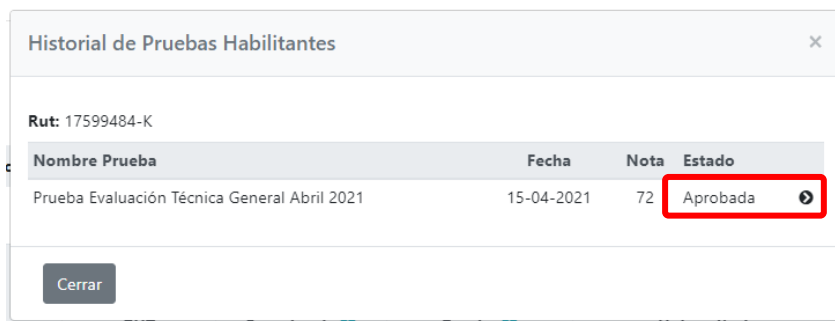 Historial de Pruebas Habilitantes ×
Rut: 17599484-K
Nombre Prueba Fecha Nota Estado
Prueba Evaluación Técnica General Abril 2021 15-04-2021 72 Aprobada
Cerrar